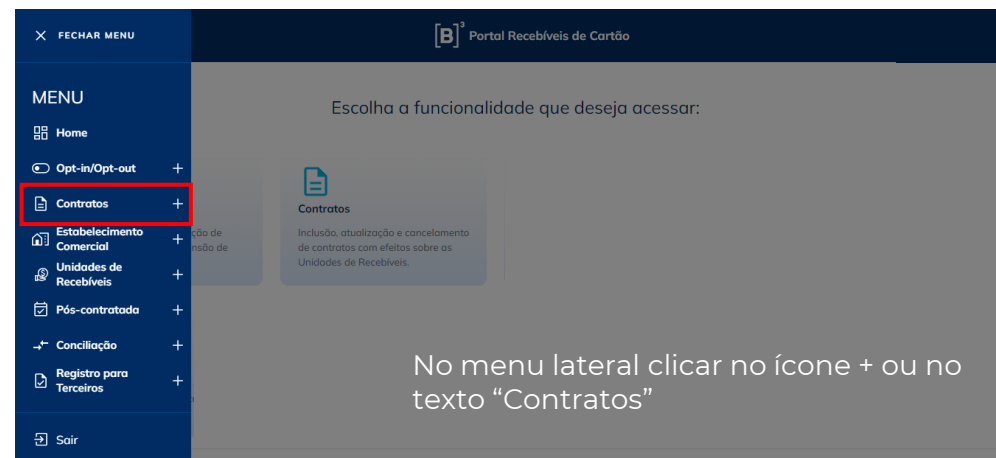 FECHAR MENU
[B]³ Portal Recebíveis de Cartão
MENU
Home
Opt-in/Opt-out +
Contratos +
Estabelecimento
Comercial +
Unidades de
Recebíveis +
Pós-contratada +
Conciliação +
Registro para
Terceiros +
Sair
Escolha a funcionalidade que deseja acessar:
de
de
Contratos
Inclusão, atualização e cancelamento
de contratos com efeitos sobre as
Unidades de Recebíveis.
No menu lateral clicar no ícone + ou no
texto “Contratos”